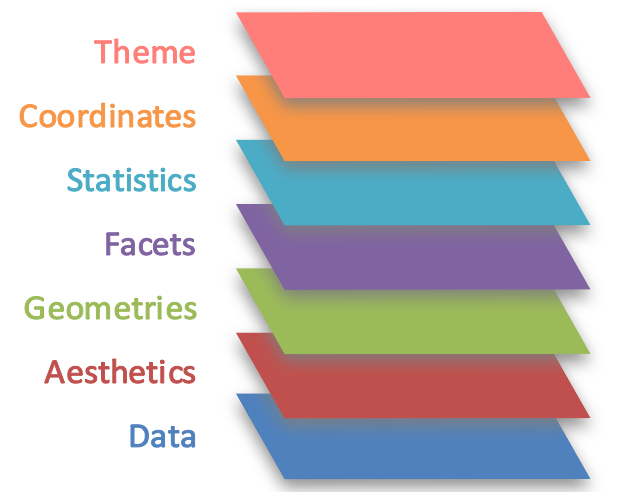 Theme
Coordinates
Statistics
Facets
Geometries
Aesthetics
Data